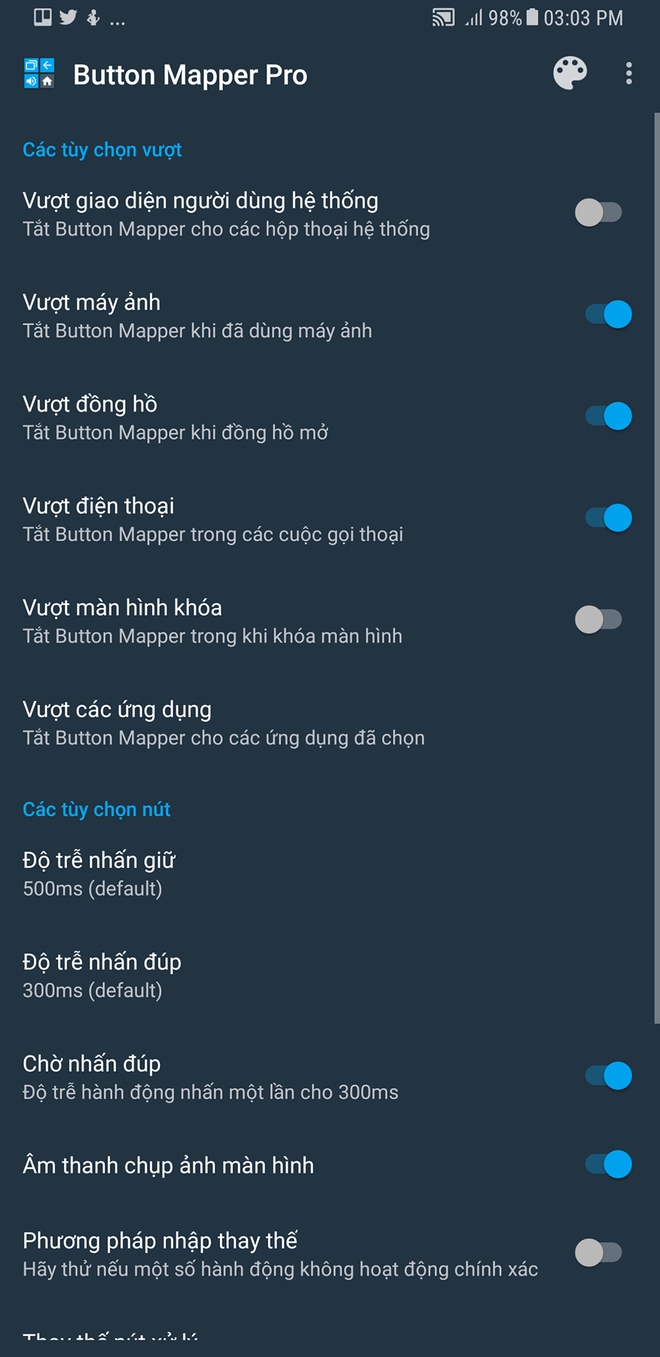 ... 98% 03:03 PM
Button Mapper Pro
Các tùy chọn vượt
Vượt giao diện người dùng hệ thống
Tắt Button Mapper cho các hộp thoại hệ thống
Vượt máy ảnh
Tắt Button Mapper khi đã dùng máy ảnh
Vượt đồng hồ
Tắt Button Mapper khi đồng hồ mở
Vượt điện thoại
Tắt Button Mapper trong các cuộc gọi thoại
Vượt màn hình khóa
Tắt Button Mapper trong khi khóa màn hình
Vượt các ứng dụng
Tắt Button Mapper cho các ứng dụng đã chọn
Các tùy chọn nút
Độ trễ nhấn giữ
500ms (default)
Độ trễ nhấn đúp
300ms (default)
Chờ nhấn đúp
Độ trễ hành động nhấn một lần cho 300ms
Âm thanh chụp ảnh màn hình
Phương pháp nhập thay thế
Hãy thử nếu một số hành động không hoạt động chính xác
Thay thế nút xử lý